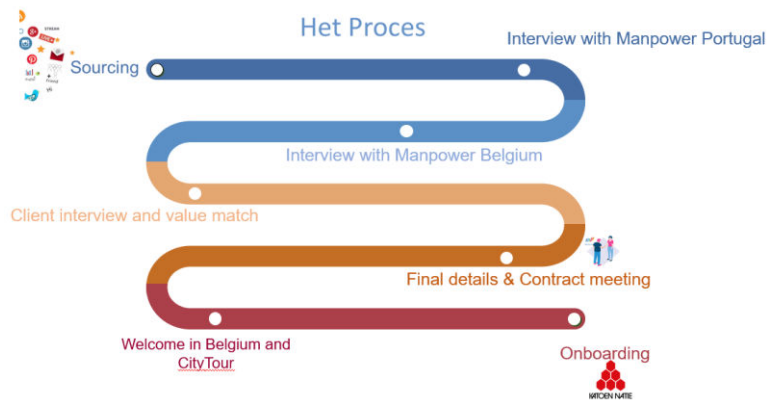 Het Proces
Interview with Manpower Portugal
Sourcing
Interview with Manpower Belgium
Client interview and value match
Final details & Contract meeting
Welcome in Belgium and
CityTour
Onboarding
KATOEN NATIE